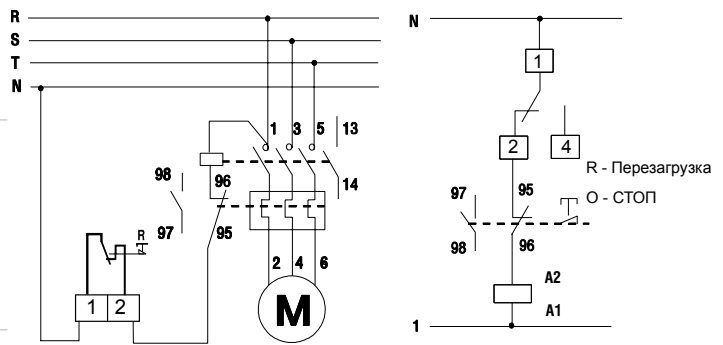 R
S
T
N
1 3 5 13
14
98 96
97 95
R
1 2
2 4 6
M
N
1
2 4
R - Перезагрузка
O - СТОП
97 95
98 96
A2
A1
1